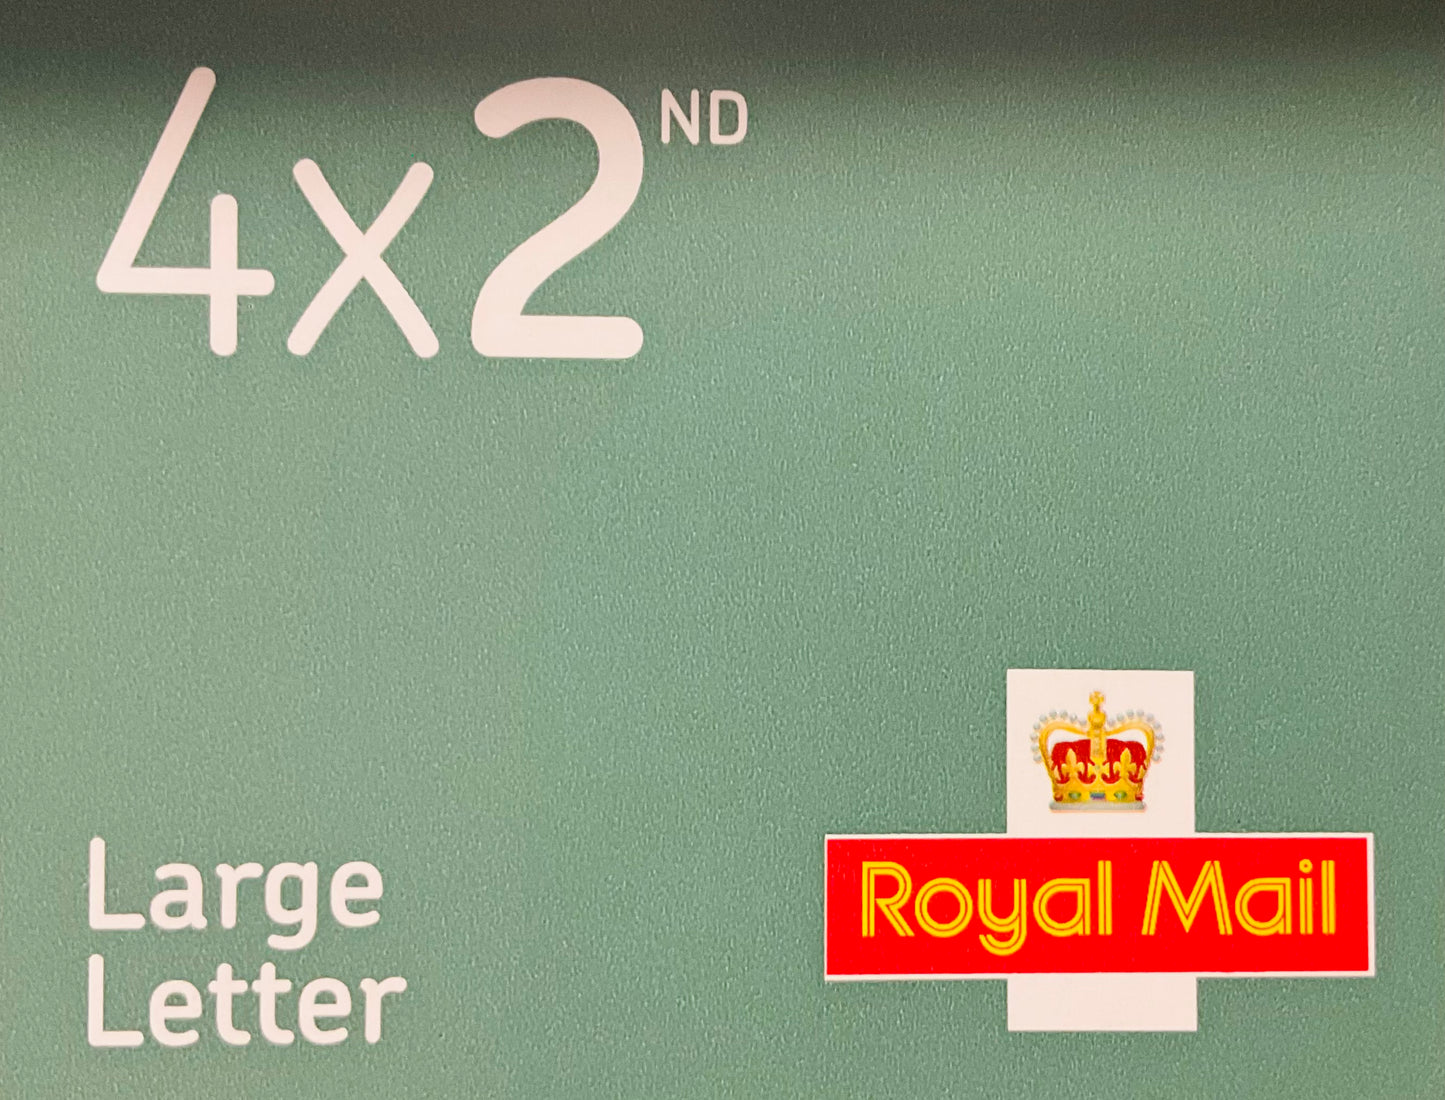 4x2ND
Large
Letter
Royal Mail